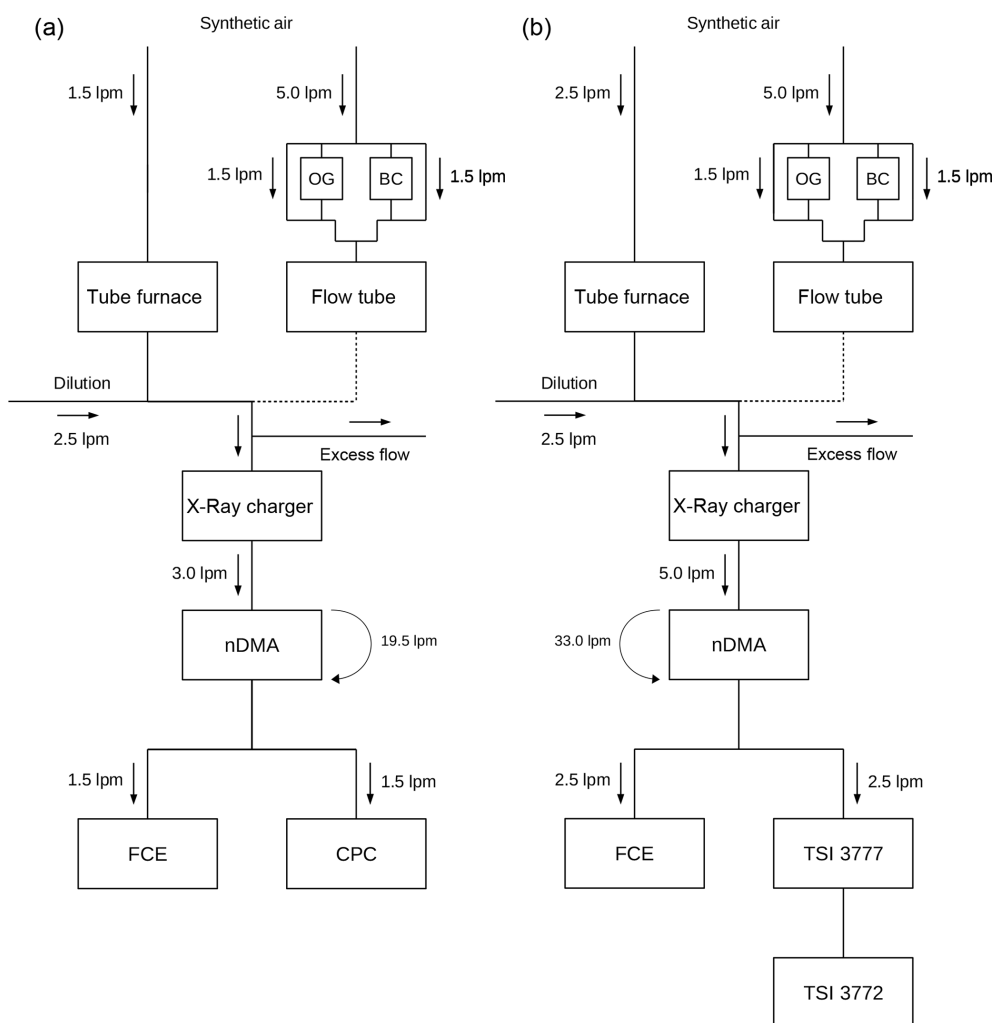 (a)
Synthetic air
1.5 lpm
5.0 lpm
1.5 lpm
OG
BC
1.5 lpm
Tube furnace
Flow tube
Dilution
2.5 lpm
Excess flow
X-Ray charger
3.0 lpm
nDMA
19.5 lpm
1.5 lpm
1.5 lpm
FCE
CPC
(b)
Synthetic air
2.5 lpm
5.0 lpm
1.5 lpm
OG
BC
1.5 lpm
Tube furnace
Flow tube
Dilution
2.5 lpm
Excess flow
X-Ray charger
5.0 lpm
33.0 lpm
nDMA
2.5 lpm
2.5 lpm
FCE
TSI 3777
TSI 3772